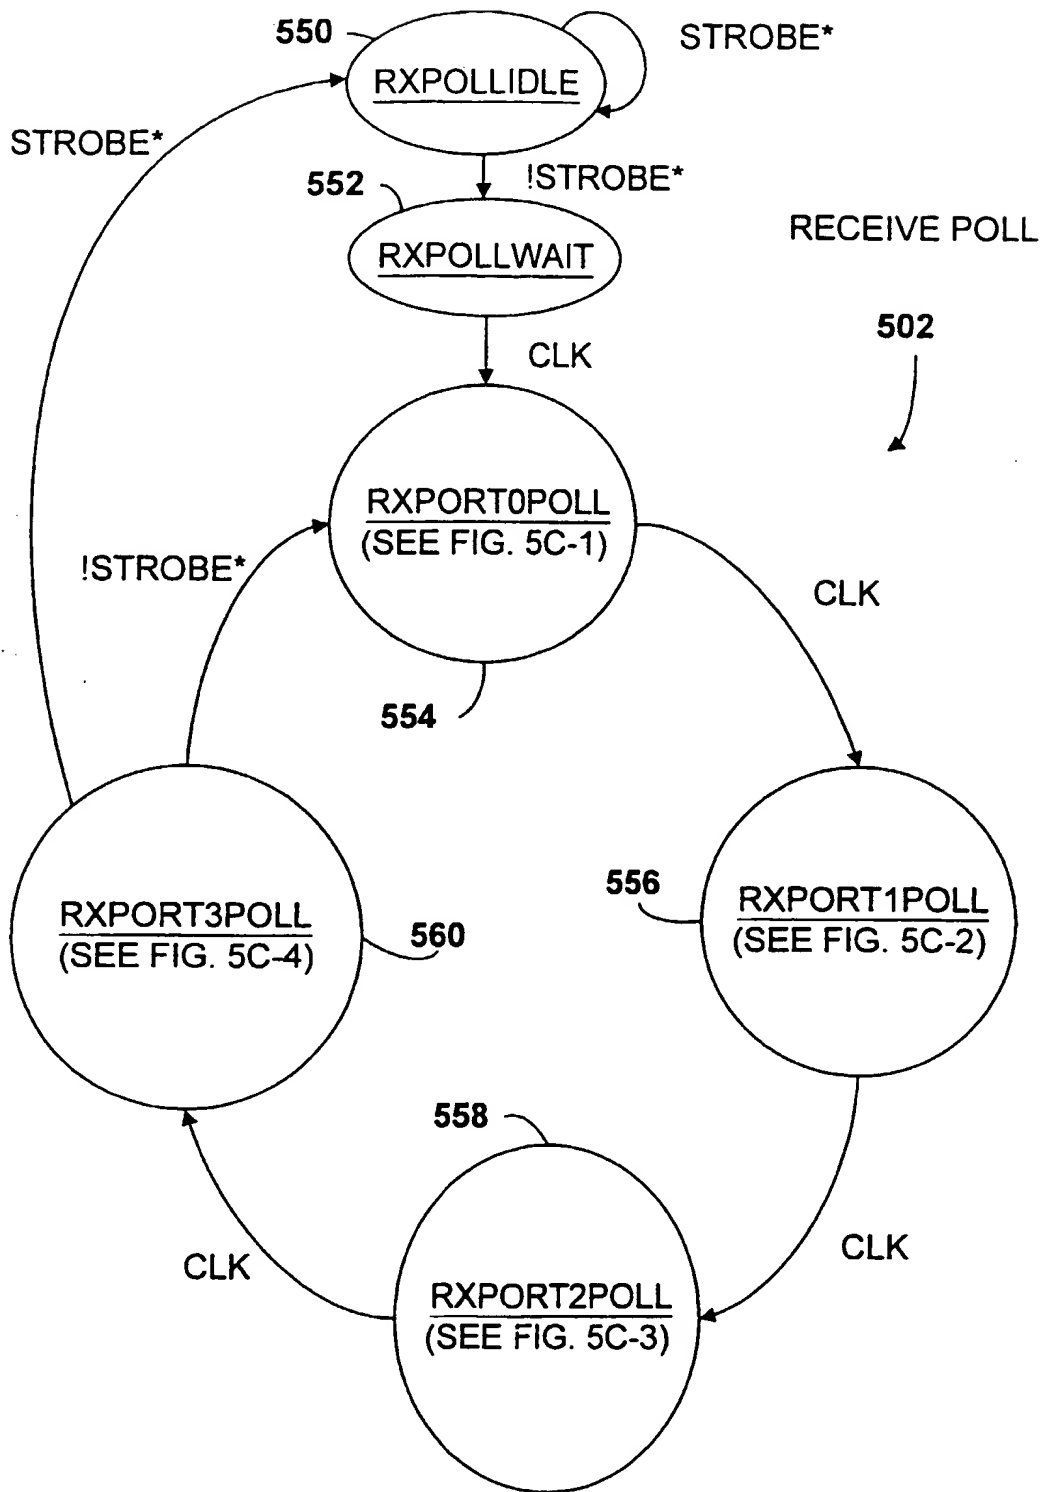 550
STROBE*
RXPOLLIDLE
STROBE*
!STROBE*
552
RXPOLLWAIT
RECEIVE POLL
502
CLK
RXPORT0POLL
(SEE FIG. 5C-1)
!STROBE*
CLK
554
556
RXPORT1POLL
(SEE FIG. 5C-2)
RXPORT3POLL
(SEE FIG. 5C-4)
560
558
CLK
CLK
RXPORT2POLL
(SEE FIG. 5C-3)